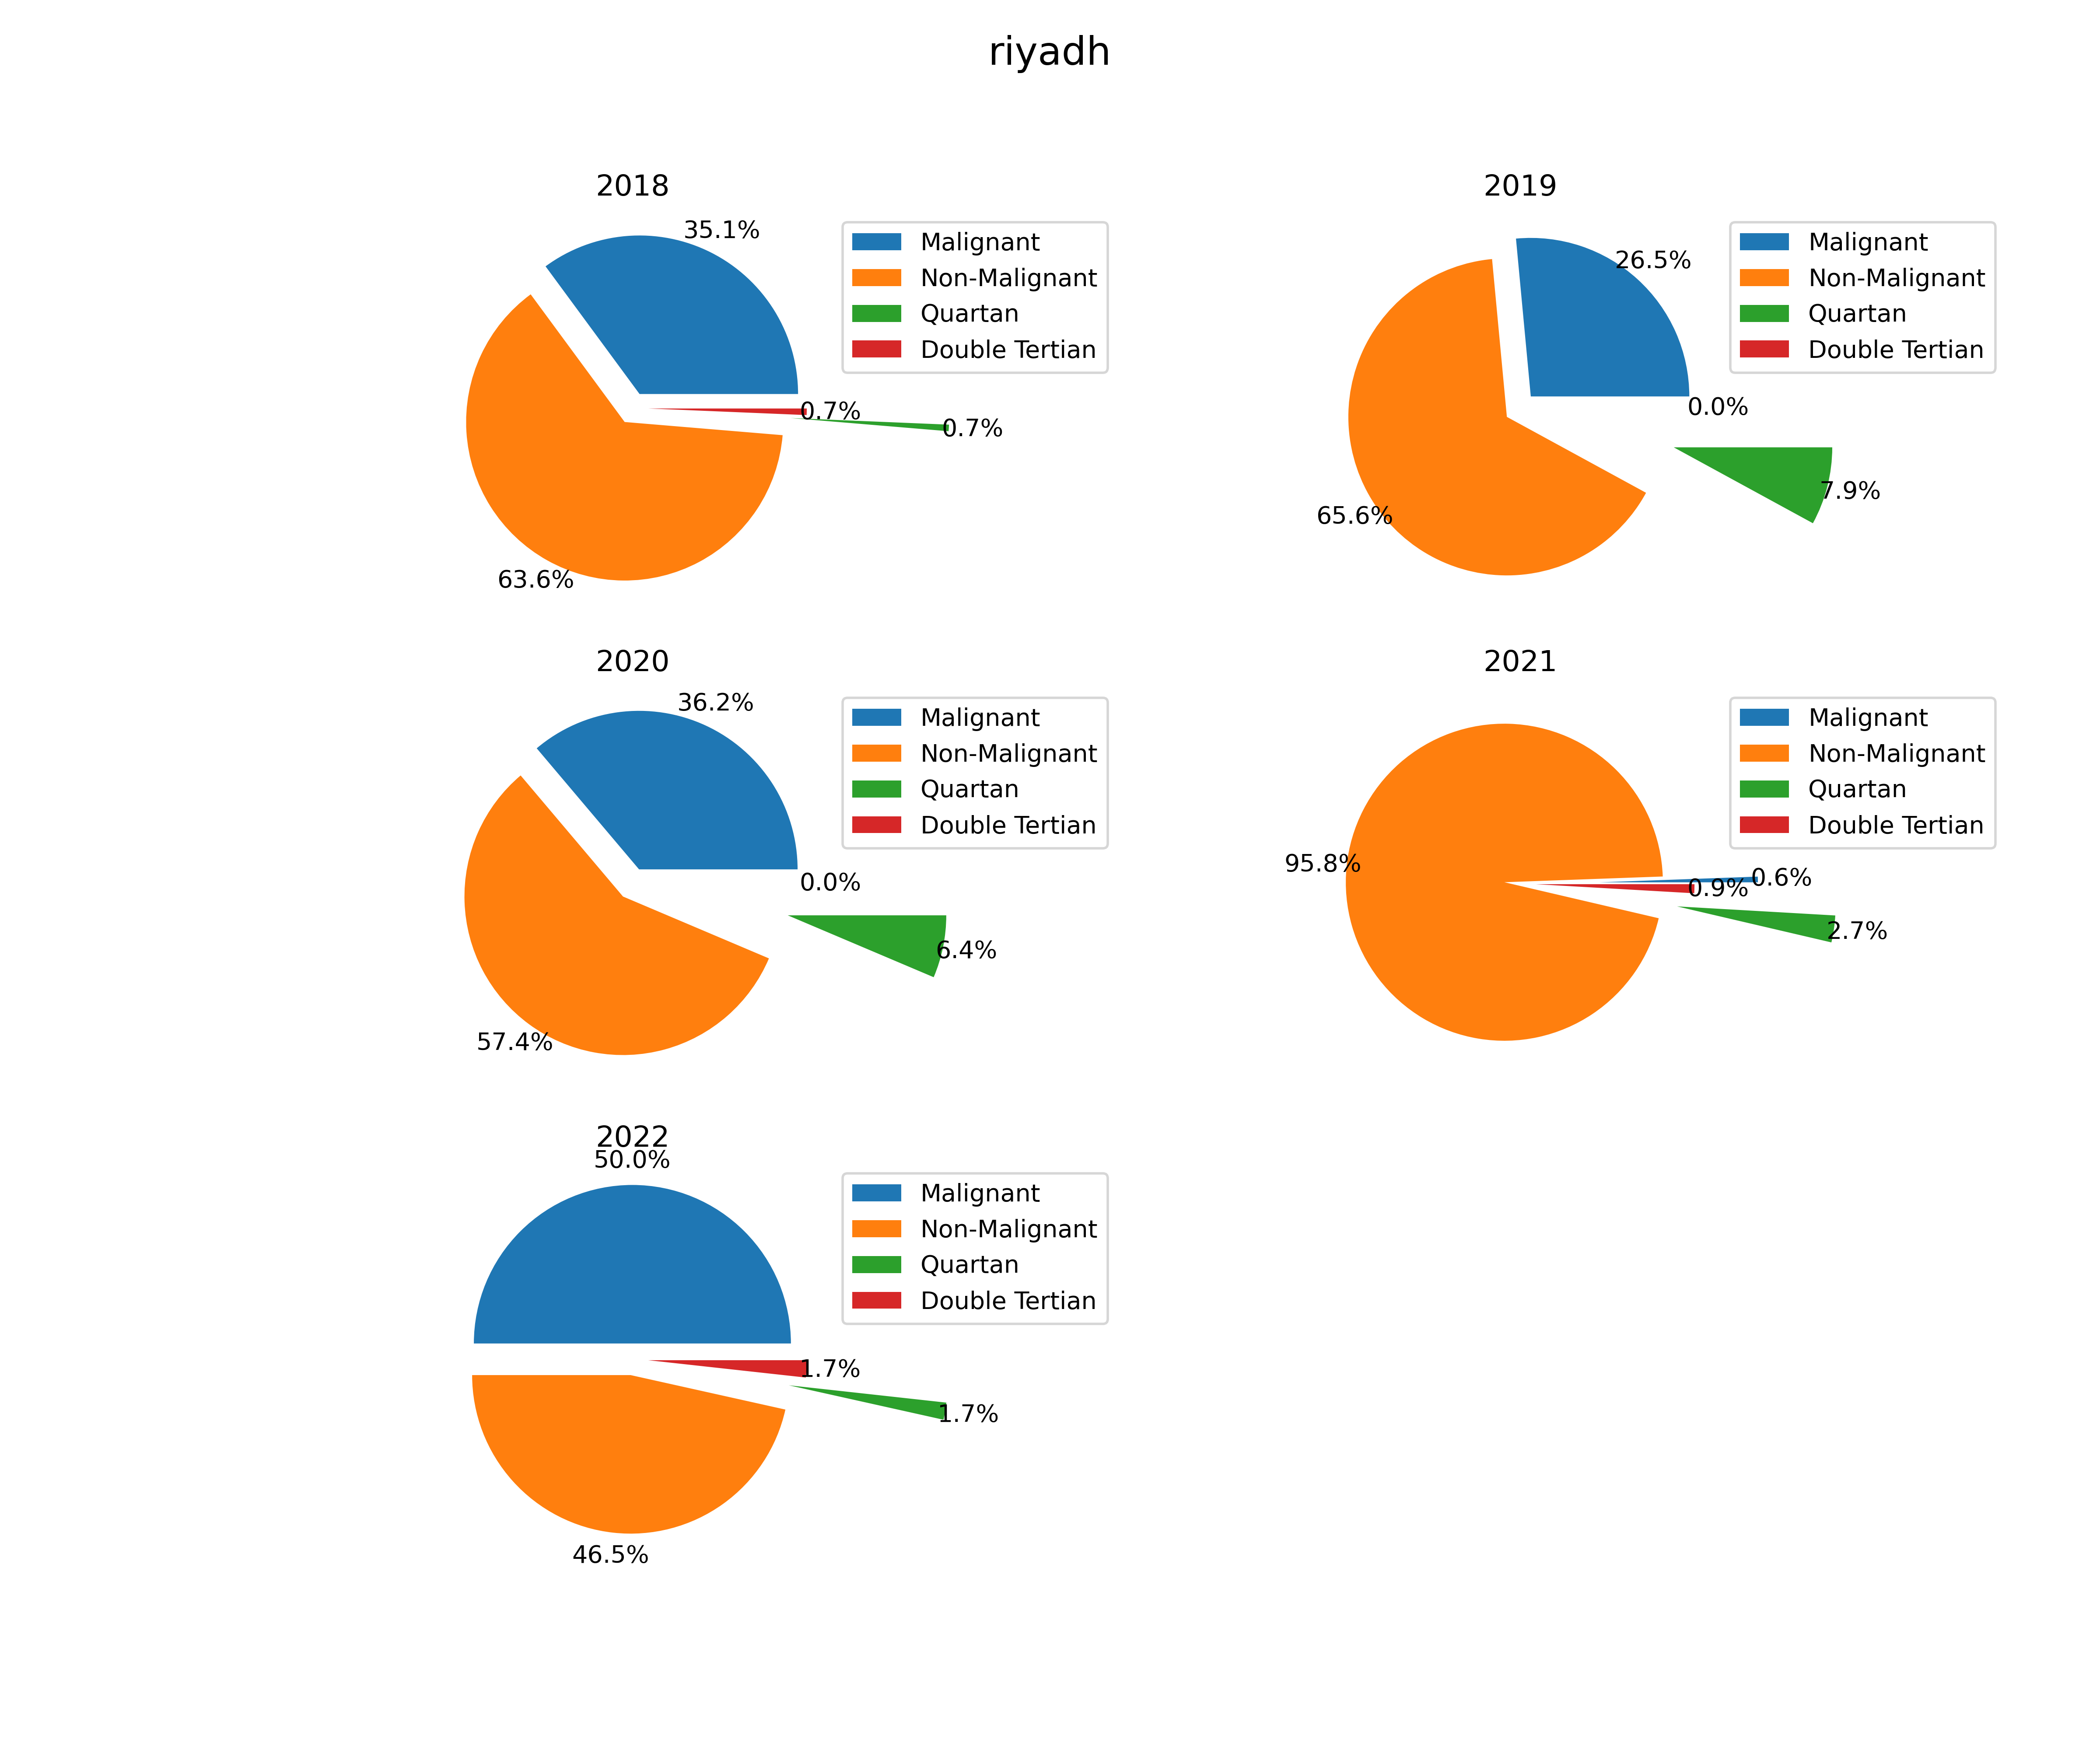 riyadh
2018
35.1%
63.6%
0.7%
0.7%
Malignant
Non-Malignant
Quartan
Double Tertian
2019
26.5%
65.6%
7.9%
0.0%
Malignant
Non-Malignant
Quartan
Double Tertian
2020
36.2%
57.4%
6.4%
0.0%
Malignant
Non-Malignant
Quartan
Double Tertian
2021
0.6%
95.8%
2.7%
0.9%
Malignant
Non-Malignant
Quartan
Double Tertian
2022
50.0%
46.5%
1.7%
1.7%
Malignant
Non-Malignant
Quartan
Double Tertian